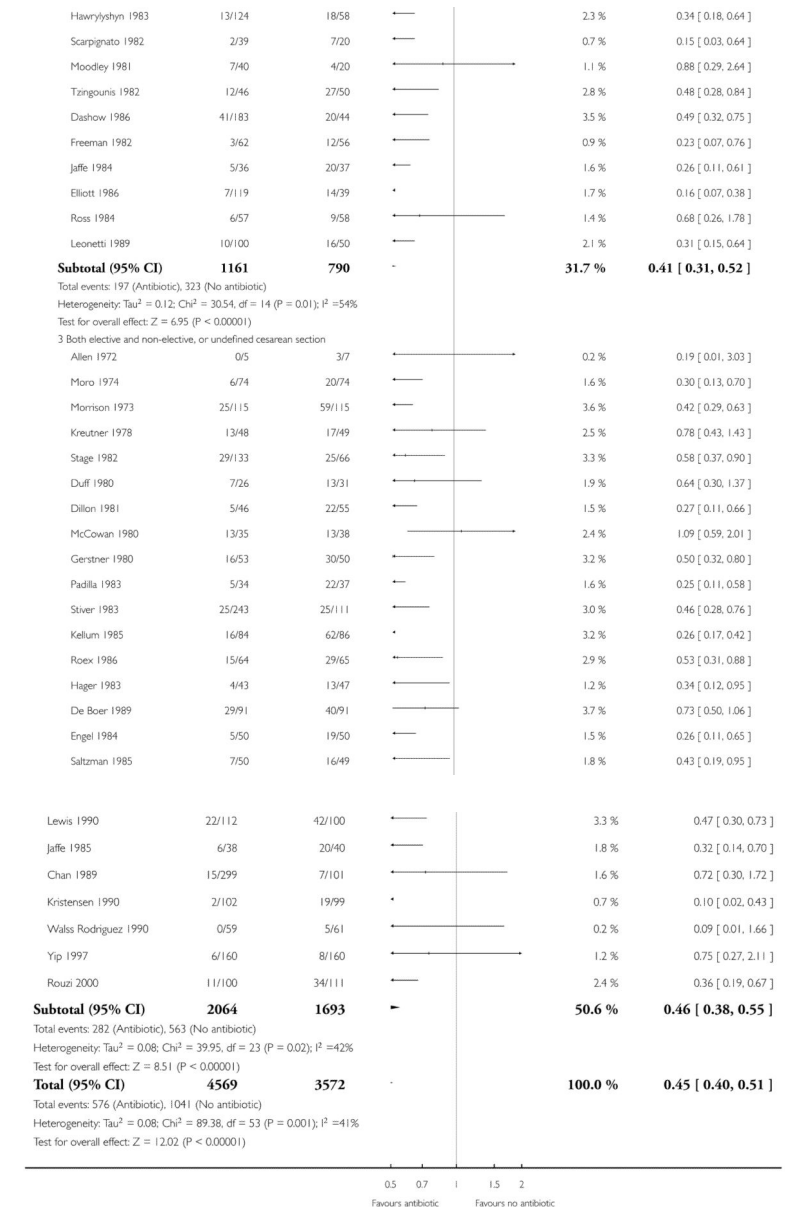 Hawrylyshyn 1983 13/124 18/58 2.3 % 0.34 [ 0.18, 0.64 ]
Scarpignato 1982 2/39 7/20 0.7 % 0.15 [ 0.03, 0.64 ]
Moodley 1981 7/40 4/20 1.1 % 0.88 [ 0.29, 2.64 ]
Tzingounis 1982 12/46 27/50 2.8 % 0.48 [ 0.28, 0.84 ]
Dashow 1986 41/183 20/44 3.5 % 0.49 [ 0.32, 0.75 ]
Freeman 1982 3/62 12/56 0.9 % 0.23 [ 0.07, 0.76 ]
Jaffe 1984 5/36 20/37 1.6 % 0.26 [ 0.11, 0.61 ]
Elliott 1986 7/119 14/39 1.7 % 0.16 [ 0.07, 0.38 ]
Ross 1984 6/57 9/58 1.4 % 0.68 [ 0.26, 1.78 ]
Leonetti 1989 10/100 16/50 2.1 % 0.31 [ 0.15, 0.64 ]
Subtotal (95% CI) 1161 790 31.7 % 0.41 [ 0.31, 0.52 ]
Total events: 197 (Antibiotic), 323 (No antibiotic)
Heterogeneity: Tau² = 0.12; Chi² = 30.54, df = 14 (P = 0.01); I² =54%
Test for overall effect: Z = 6.95 (P < 0.00001)
3 Both elective and non-elective, or undefined cesarean section
Allen 1972 0/5 3/7 0.2 % 0.19 [ 0.01, 3.03 ]
Moro 1974 6/74 20/74 1.6 % 0.30 [ 0.13, 0.70 ]
Morrison 1973 25/115 59/115 3.6 % 0.42 [ 0.29, 0.63 ]
Kreutner 1978 13/48 17/49 2.5 % 0.78 [ 0.43, 1.43 ]
Stage 1982 29/133 25/66 3.3 % 0.58 [ 0.37, 0.90 ]
Duff 1980 7/26 13/31 1.9 % 0.64 [ 0.30, 1.37 ]
Dillon 1981 5/46 22/55 1.5 % 0.27 [ 0.11, 0.66 ]
McCowan 1980 13/35 13/38 2.4 % 1.09 [ 0.59, 2.01 ]
Gerstner 1980 16/53 30/50 3.2 % 0.50 [ 0.32, 0.80 ]
Padilla 1983 5/34 22/37 1.6 % 0.25 [ 0.11, 0.58 ]
Stiver 1983 25/243 25/111 3.0 % 0.46 [ 0.28, 0.76 ]
Kellum 1985 16/84 62/86 3.2 % 0.26 [ 0.17, 0.42 ]
Roex 1986 15/64 29/65 2.9 % 0.53 [ 0.31, 0.88 ]
Hager 1983 4/43 13/47 1.2 % 0.34 [ 0.12, 0.95 ]
De Boer 1989 29/91 40/91 3.7 % 0.73 [ 0.50, 1.06 ]
Engel 1984 5/50 19/50 1.5 % 0.26 [ 0.11, 0.65 ]
Saltzman 1985 7/50 16/49 1.8 % 0.43 [ 0.19, 0.95 ]
Lewis 1990 22/112 42/100 3.3 % 0.47 [ 0.30, 0.73 ]
Jaffe 1985 6/38 20/40 1.8 % 0.32 [ 0.14, 0.70 ]
Chan 1989 15/299 7/101 1.6 % 0.72 [ 0.30, 1.72 ]
Kristensen 1990 2/102 19/99 0.7 % 0.10 [ 0.02, 0.43 ]
Walss Rodriguez 1990 0/59 5/61 0.2 % 0.09 [ 0.01, 1.66 ]
Yip 1997 6/160 8/160 1.2 % 0.75 [ 0.27, 2.11 ]
Rouzi 2000 11/100 34/111 2.4 % 0.36 [ 0.19, 0.67 ]
Subtotal (95% CI) 2064 1693 50.6 % 0.46 [ 0.38, 0.55 ]
Total events: 282 (Antibiotic), 563 (No antibiotic)
Heterogeneity: Tau² = 0.08; Chi² = 39.95, df = 23 (P = 0.02); I² =42%
Test for overall effect: Z = 8.51 (P < 0.00001)
Total (95% CI) 4569 3572 100.0 % 0.45 [ 0.40, 0.51 ]
Total events: 576 (Antibiotic), 1041 (No antibiotic)
Heterogeneity: Tau² = 0.08; Chi² = 89.38, df = 53 (P = 0.001); I² =41%
Test for overall effect: Z = 12.02 (P < 0.00001)
0.5 0.7 1 1.5 2
Favours antibiotic Favours no antibiotic